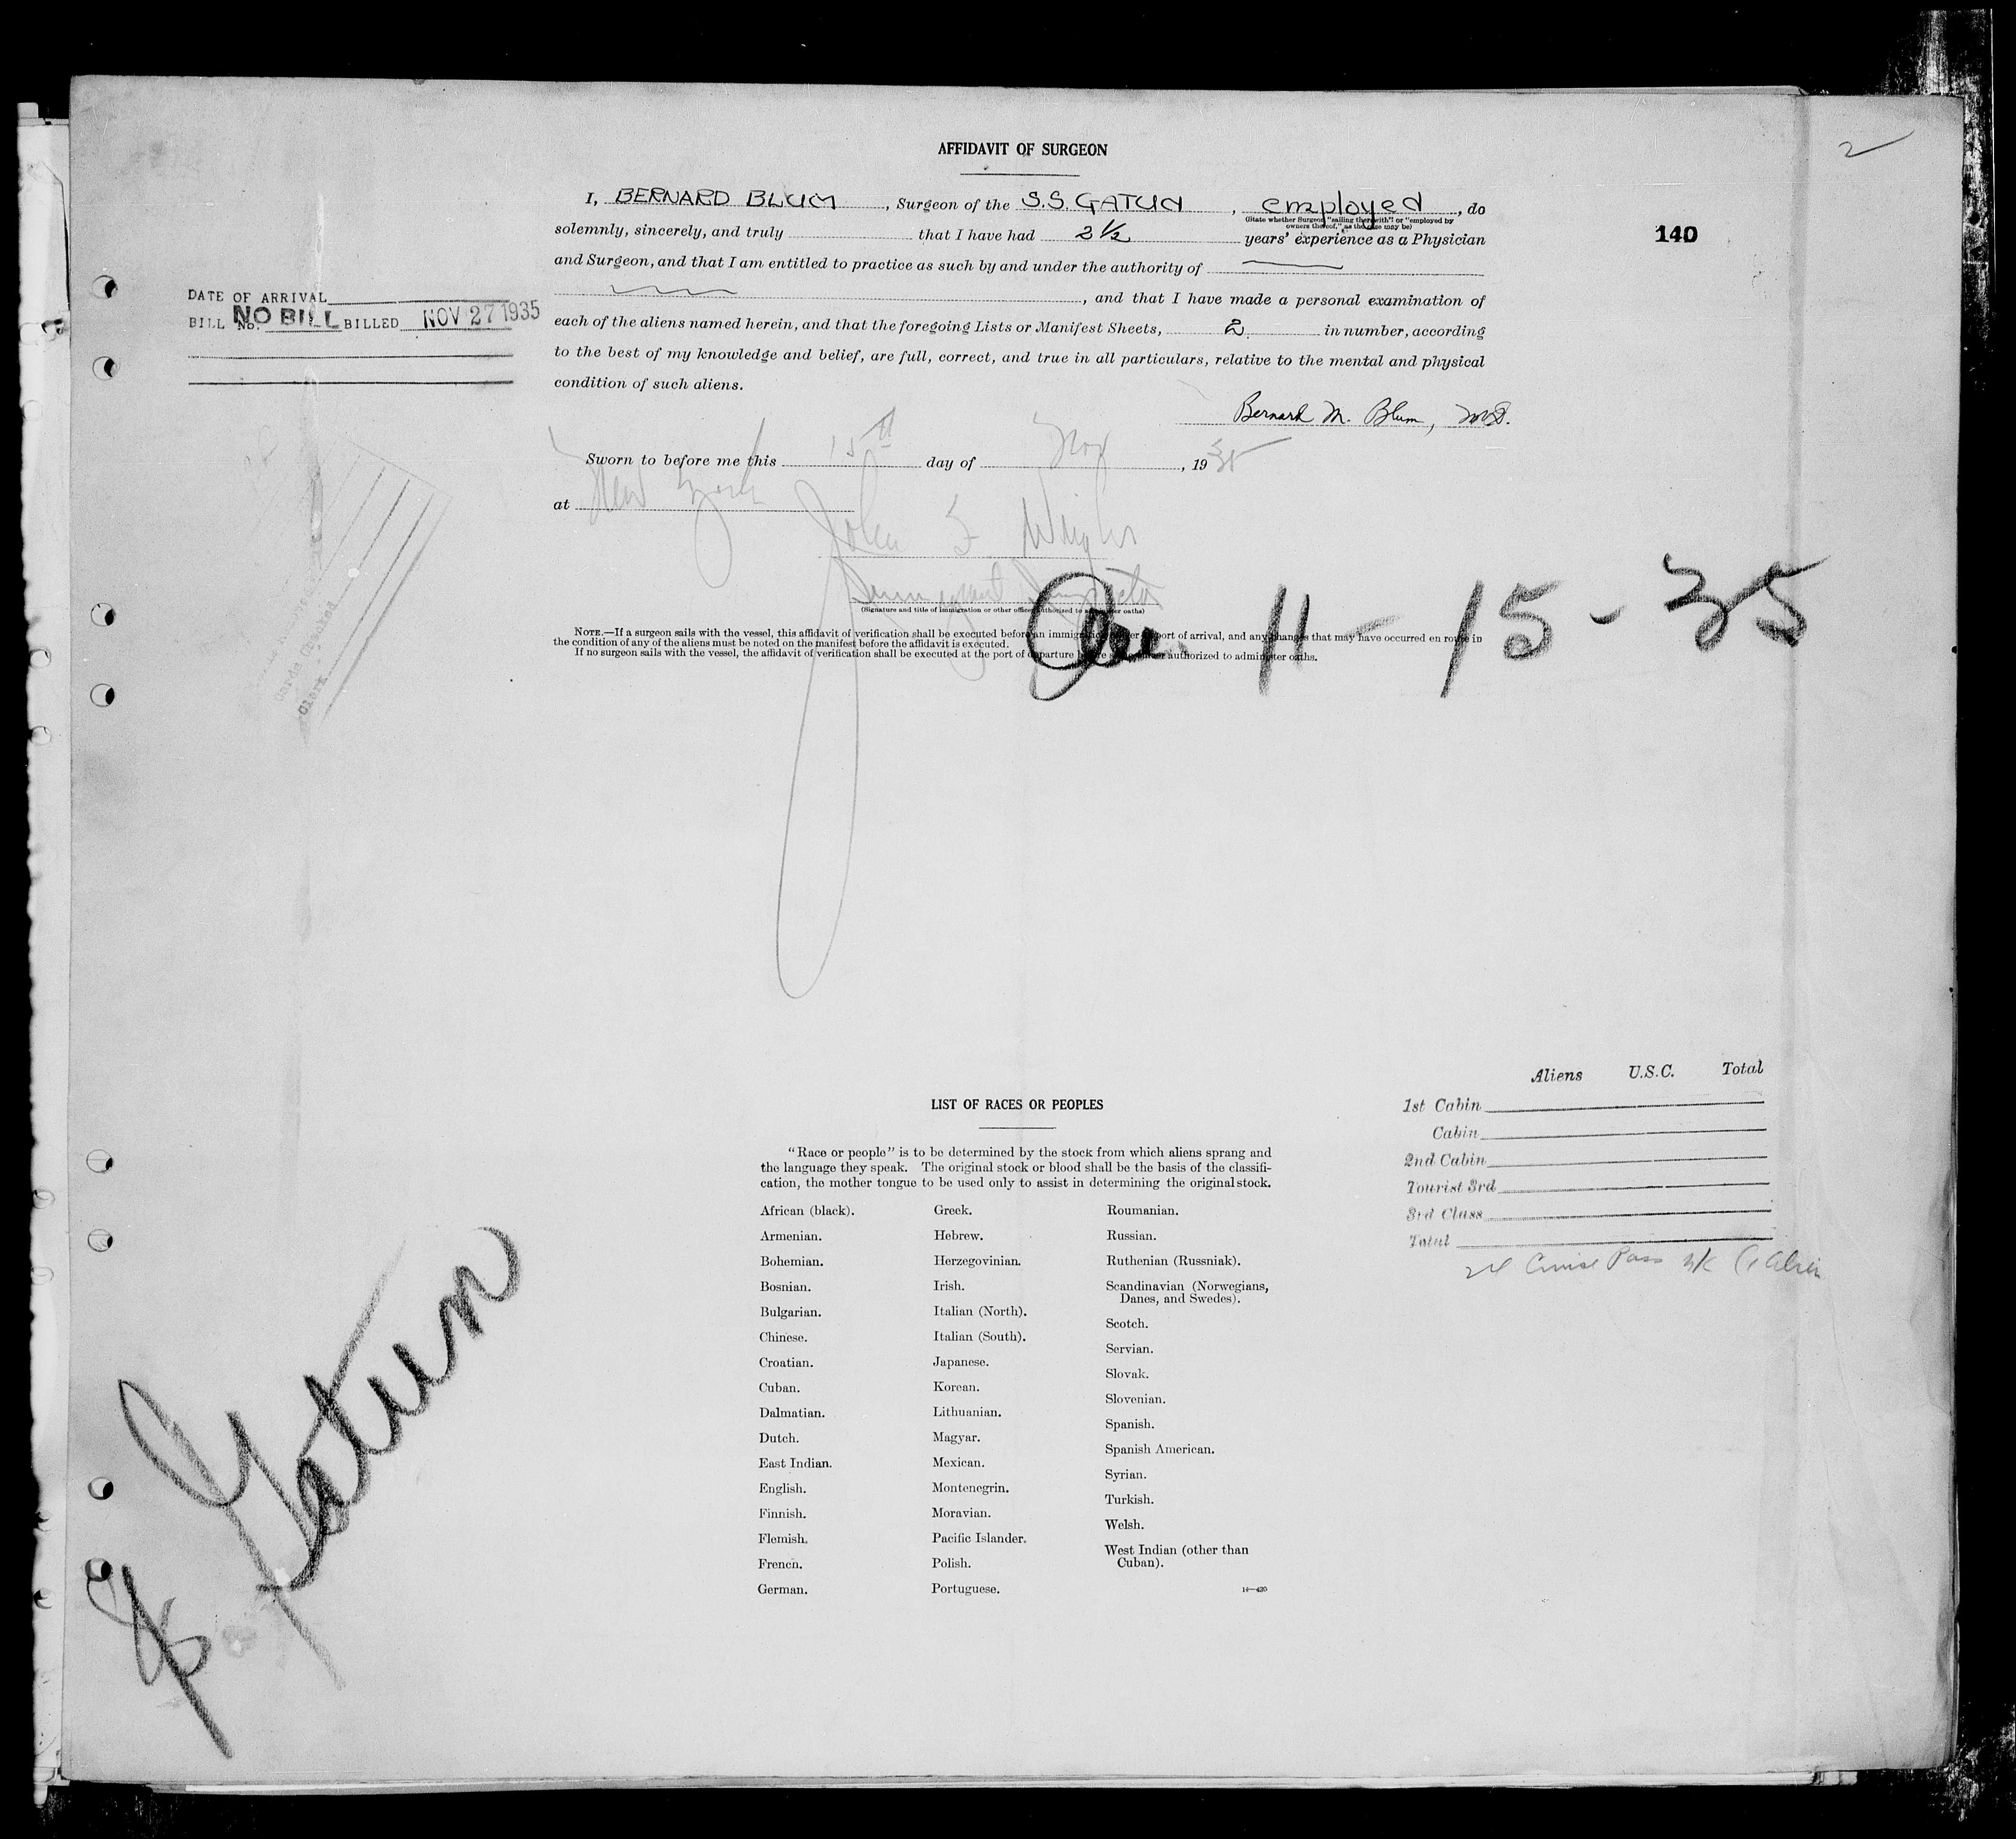 2
AFFIDAVIT OF SURGEON
I, BERNARD BLUM, Surgeon of the S.S. GATUN, employed, do
(State whether Surgeon "sailing therewith" or "employed by
owners thereof," as the case may be)
solemnly, sincerely, and truly that I have had 2 1/2 years' experience as a Physician
140
and Surgeon, and that I am entitled to practice as such by and under the authority of
, and that I have made a personal examination of
DATE OF ARRIVAL
BILL No. NO BILL BILLED NOV 27 1935
each of the aliens named herein, and that the foregoing Lists or Manifest Sheets, 2 in number, according
to the best of my knowledge and belief, are full, correct, and true in all particulars, relative to the mental and physical
condition of such aliens.
Bernard M. Blum, M.D.
Sworn to before me this 15th day of Nov, 1935
at New York
John F. Wright
Immigrant Inspector
(Signature and title of immigration or other officer authorized to administer oaths)
11-15-35
NOTE.—If a surgeon sails with the vessel, this affidavit of verification shall be executed before an immigration officer port of arrival, and any changes that may have occurred en route in
the condition of any of the aliens must be noted on the manifest before the affidavit is executed.
If no surgeon sails with the vessel, the affidavit of verification shall be executed at the port of departure before authorized to administer oaths.
Aliens U.S.C. Total
1st Cabin
Cabin
2nd Cabin
Tourist 3rd
3rd Class
Total
Cruise Pass
LIST OF RACES OR PEOPLES
"Race or people" is to be determined by the stock from which aliens sprang and
the language they speak. The original stock or blood shall be the basis of the classifi-
cation, the mother tongue to be used only to assist in determining the original stock.
African (black).
Armenian.
Bohemian.
Bosnian.
Bulgarian.
Chinese.
Croatian.
Cuban.
Dalmatian.
Dutch.
East Indian.
English.
Finnish.
Flemish.
French.
German.
Greek.
Hebrew.
Herzegovinian.
Irish.
Italian (North).
Italian (South).
Japanese.
Korean.
Lithuanian.
Magyar.
Mexican.
Montenegrin.
Moravian.
Pacific Islander.
Polish.
Portuguese.
Roumanian.
Russian.
Ruthenian (Russniak).
Scandinavian (Norwegians,
Danes, and Swedes).
Scotch.
Servian.
Slovak.
Slovenian.
Spanish.
Spanish American.
Syrian.
Turkish.
Welsh.
West Indian (other than
Cuban).
14—420
SS Gatun